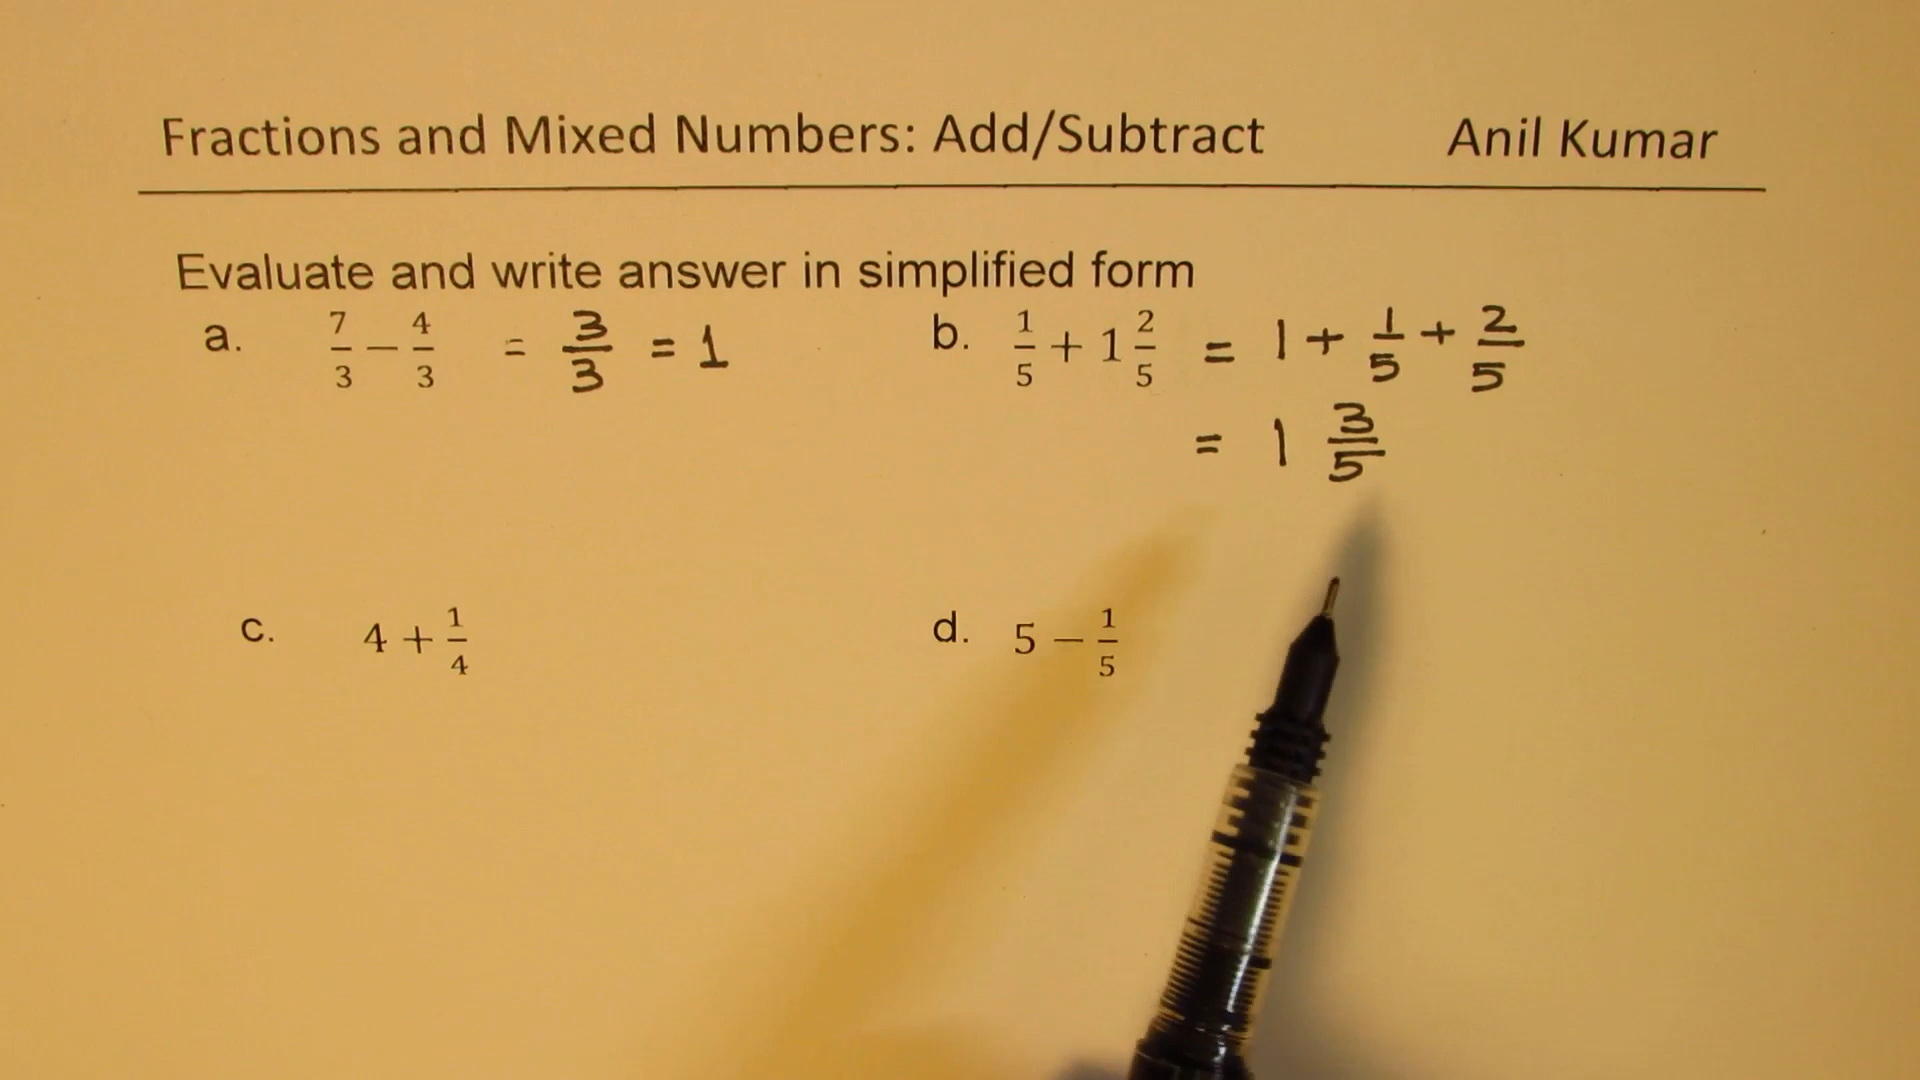 Fractions and Mixed Numbers: Add/Subtract Anil Kumar
Evaluate and write answer in simplified form
a. 7/3 − 4/3 = 3/3 = 1
b. 1/5 + 1 2/5 = 1 + 1/5 + 2/5
= 1 3/5
c. 4 + 1/4
d. 5 − 1/5